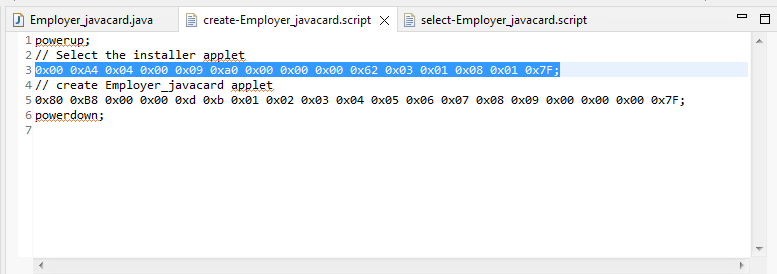 Employer_javacard.java create-Employer_javacard.script select-Employer_javacard.script
1 powerup;
2 // Select the installer applet
3 0x00 0xA4 0x04 0x00 0x09 0xa0 0x00 0x00 0x00 0x62 0x03 0x01 0x08 0x01 0x7F;
4 // create Employer_javacard applet
5 0x80 0xB8 0x00 0x00 0xd 0xb 0x01 0x02 0x03 0x04 0x05 0x06 0x07 0x08 0x09 0x00 0x00 0x00 0x7F;
6 powerdown;
7